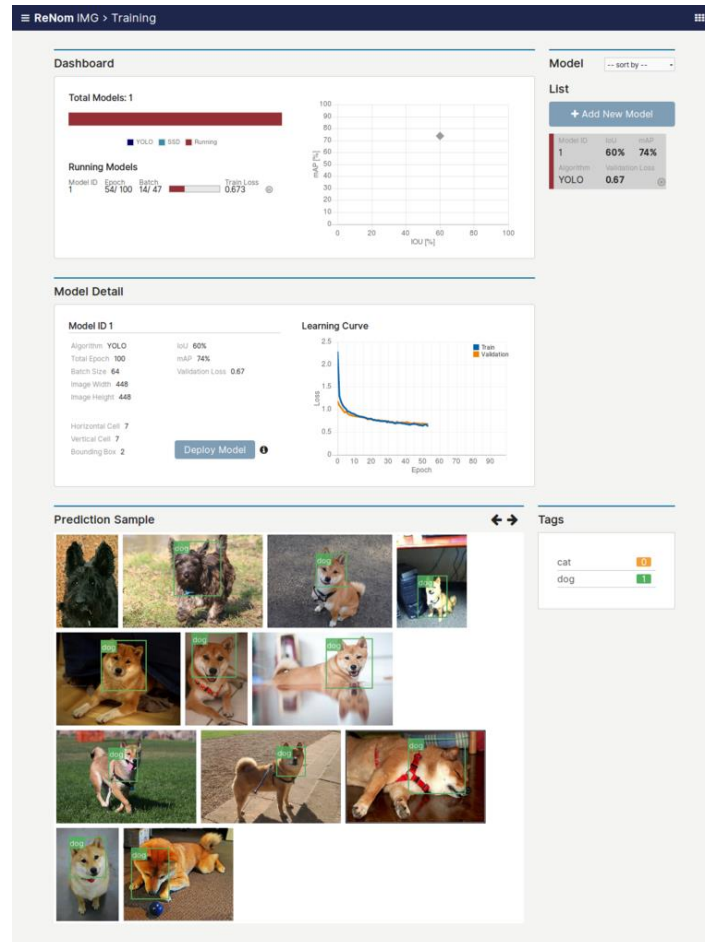 ≡ ReNom IMG > Training
Dashboard
Total Models: 1
YOLO SSD Running
Running Models
Model ID Epoch Batch Train Loss
1 54/ 100 14/ 47 0.673
100
90
80
70
60
50
40
30
20
10
0
mAP [%]
0 20 40 60 80 100
IOU [%]
Model
-- sort by --
List
+ Add New Model
Model ID IoU mAP
1 60% 74%
Algorithm Validation Loss
YOLO 0.67
Model Detail
Model ID 1
Algorithm YOLO IoU 60%
Total Epoch 100 mAP 74%
Batch Size 64 Validation Loss 0.67
Image Width 448
Image Height 448
Horizontal Cell 7
Vertical Cell 7
Bounding Box 2
Deploy Model
Learning Curve
Train
Validation
2.5
2.0
1.5
1.0
0.5
0
Loss
0 10 20 30 40 50 60 70 80 90
Epoch
Prediction Sample
dog dog dog
dog dog dog
dog dog dog
dog dog
Tags
cat 0
dog 1